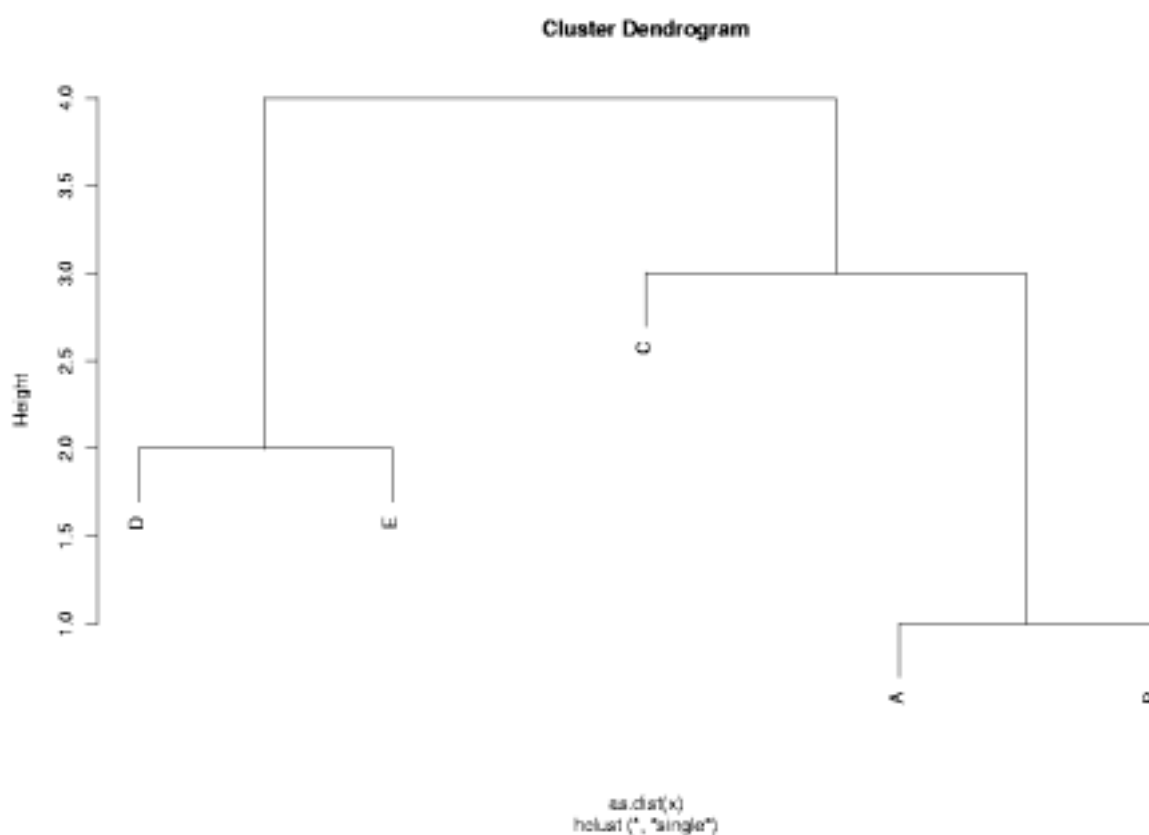 Cluster Dendrogram
4.0
3.5
3.0
2.5
2.0
1.5
1.0
Height
D
E
C
A
as.dist(x)
hclust (*, "single")